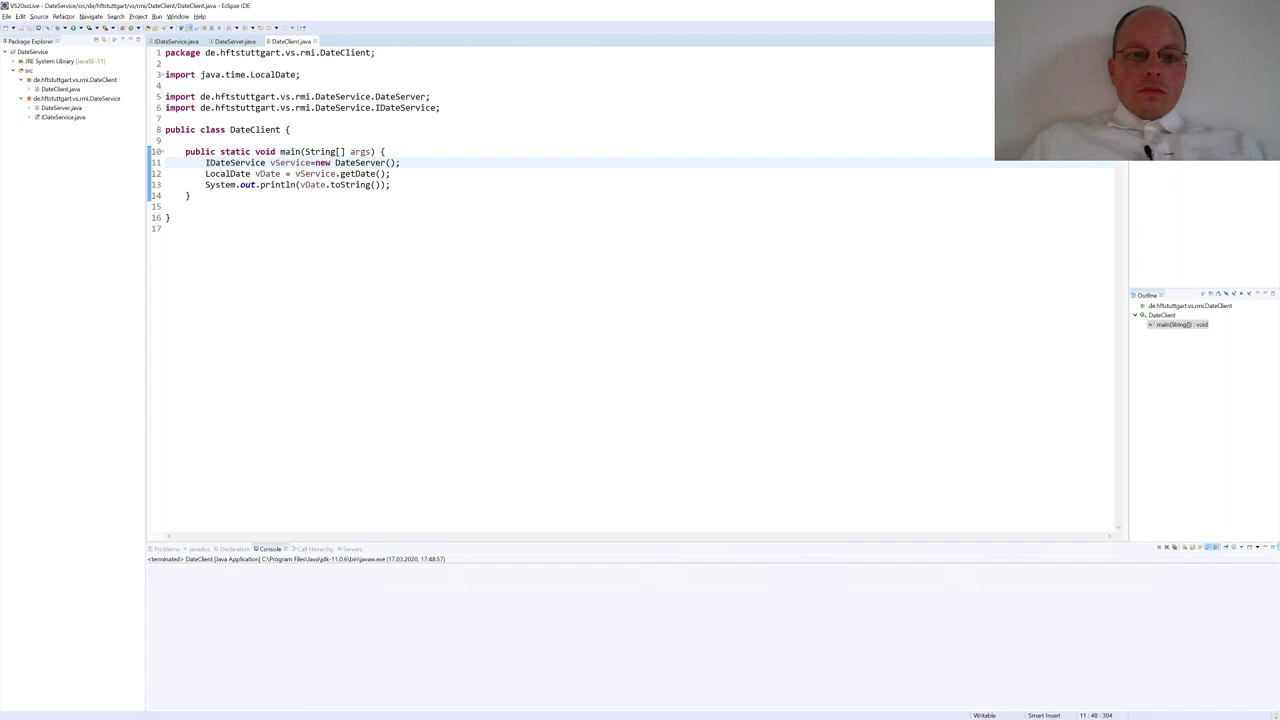 VS20xxLive - DateService/src/de/hftstuttgart/vs/rmi/DateClient/DateClient.java - Eclipse IDE
File Edit Source Refactor Navigate Search Project Run Window Help
Package Explorer
DateService
JRE System Library [JavaSE-11]
src
de.hftstuttgart.vs.rmi.DateClient
DateClient.java
de.hftstuttgart.vs.rmi.DateService
DateServer.java
IDateService.java
IDateService.java DateServer.java DateClient.java
1 package de.hftstuttgart.vs.rmi.DateClient;
2
3 import java.time.LocalDate;
4
5 import de.hftstuttgart.vs.rmi.DateService.DateServer;
6 import de.hftstuttgart.vs.rmi.DateService.IDateService;
7
8 public class DateClient {
9
10 public static void main(String[] args) {
11 IDateService vService=new DateServer();
12 LocalDate vDate = vService.getDate();
13 System.out.println(vDate.toString());
14 }
15
16 }
17
Outline
de.hftstuttgart.vs.rmi.DateClient
DateClient
main(String[]) : void
Problems Javadoc Declaration Console Call Hierarchy Servers
<terminated> DateClient [Java Application] C:\Program Files\Java\jdk-11.0.6\bin\javaw.exe (17.03.2020, 17:48:57)
Writable Smart Insert 11 : 48 : 304